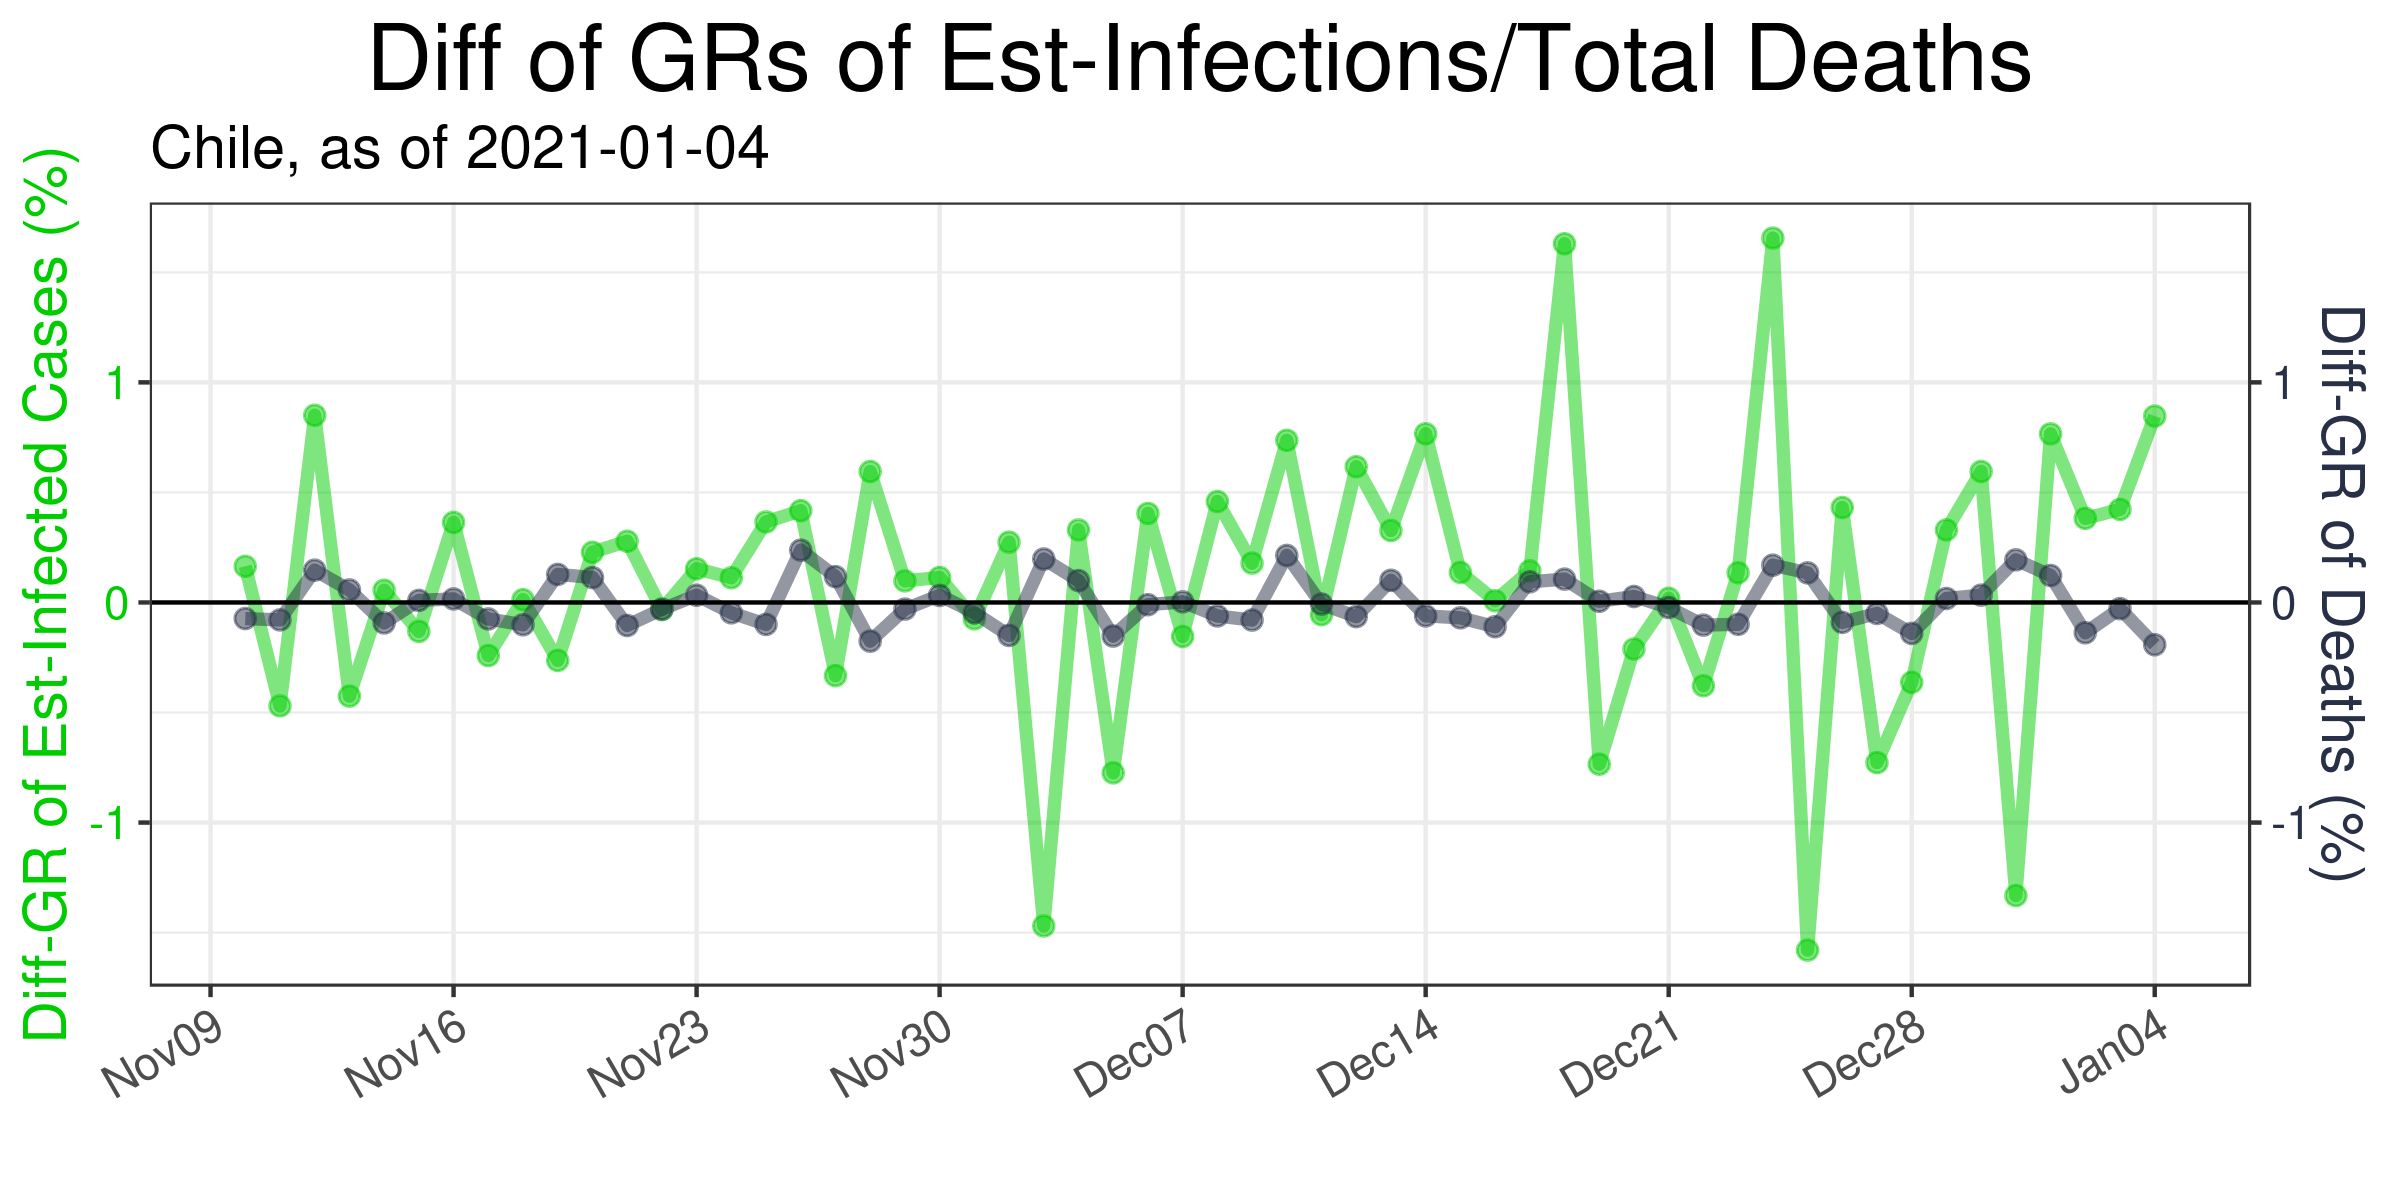 Diff of GRs of Est-Infections/Total Deaths
Chile, as of 2021-01-04
Diff-GR of Est-Infected Cases (%)
1
0
-1
1
0
-1
Diff-GR of Deaths (%)
Nov09
Nov16
Nov23
Nov30
Dec07
Dec14
Dec21
Dec28
Jan04